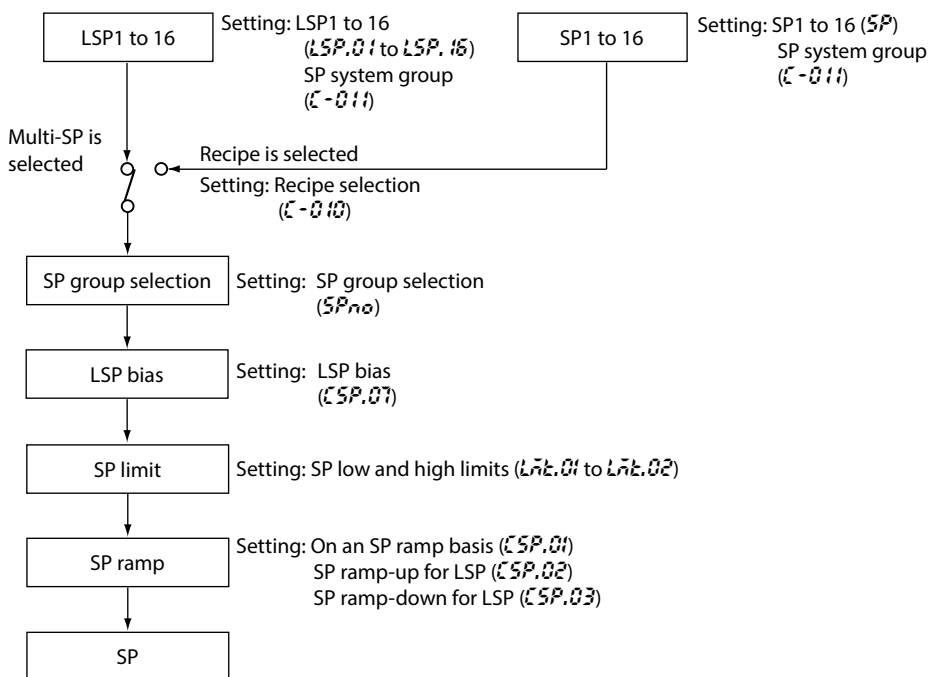 LSP1 to 16
Setting: LSP1 to 16
(LSP.01 to LSP.16)
SP system group
(C-011)
SP1 to 16
Setting: SP1 to 16 (SP)
SP system group
(C-011)
Multi-SP is
selected
Recipe is selected
Setting: Recipe selection
(C-010)
SP group selection
Setting: SP group selection
(SPno)
LSP bias
Setting: LSP bias
(CSP.07)
SP limit
Setting: SP low and high limits (Lmt.01 to Lmt.02)
SP ramp
Setting: On an SP ramp basis (CSP.01)
SP ramp-up for LSP (CSP.02)
SP ramp-down for LSP (CSP.03)
SP